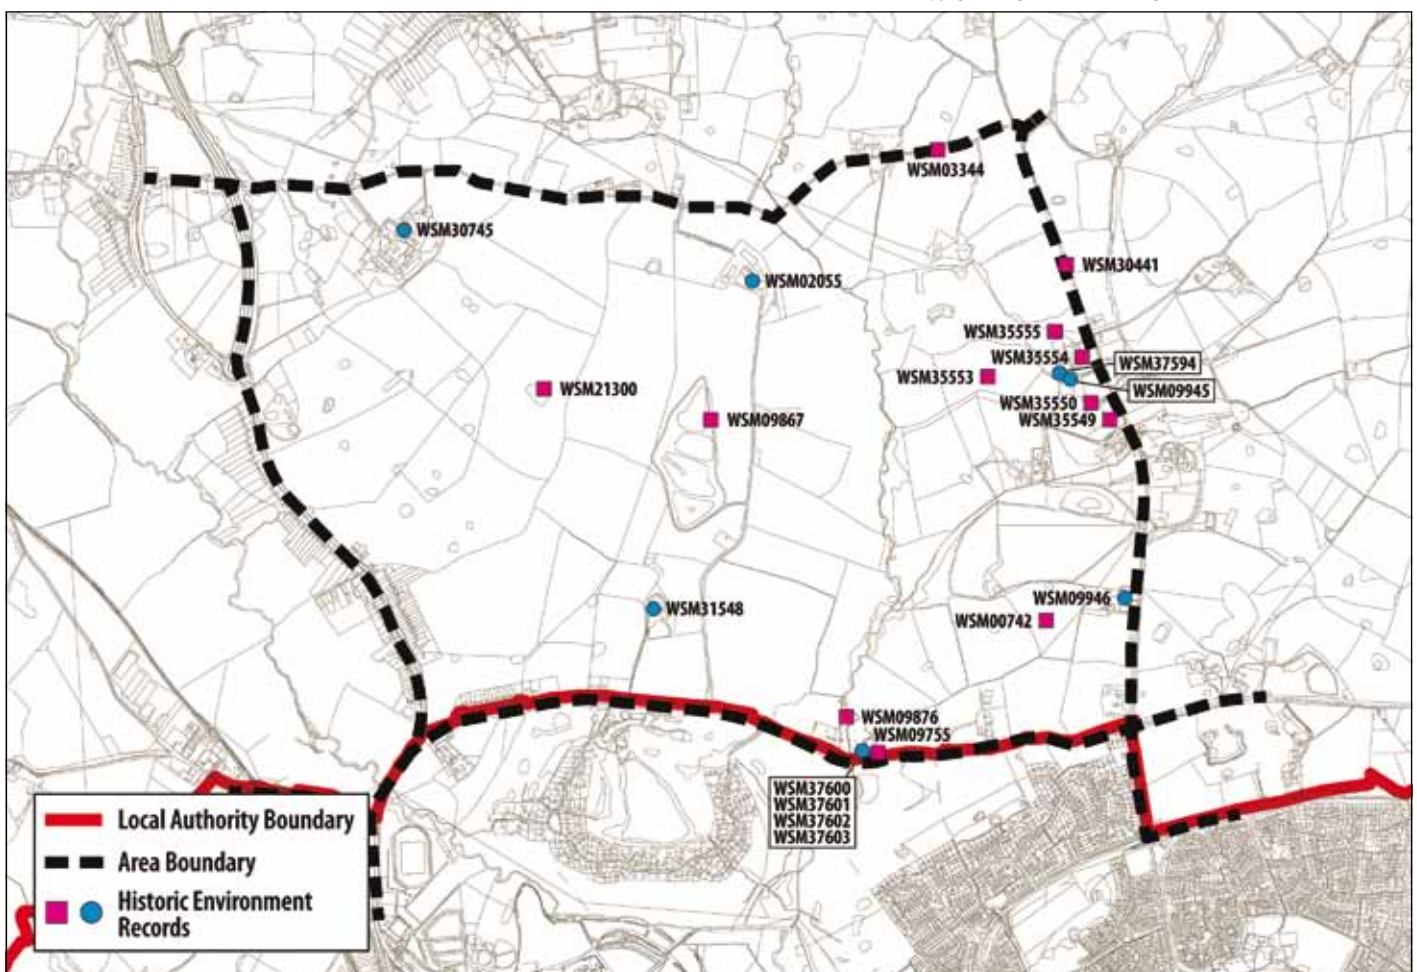 WSM03344
WSM30745
WSM30441
WSM02055
WSM35555
WSM35554
WSM37594
WSM35553
WSM09945
WSM21300
WSM35550
WSM09867
WSM35549
WSM09946
WSM31548
WSM00742
WSM09876
WSM09755
WSM37600
WSM37601
WSM37602
WSM37603
Local Authority Boundary
Area Boundary
Historic Environment
Records